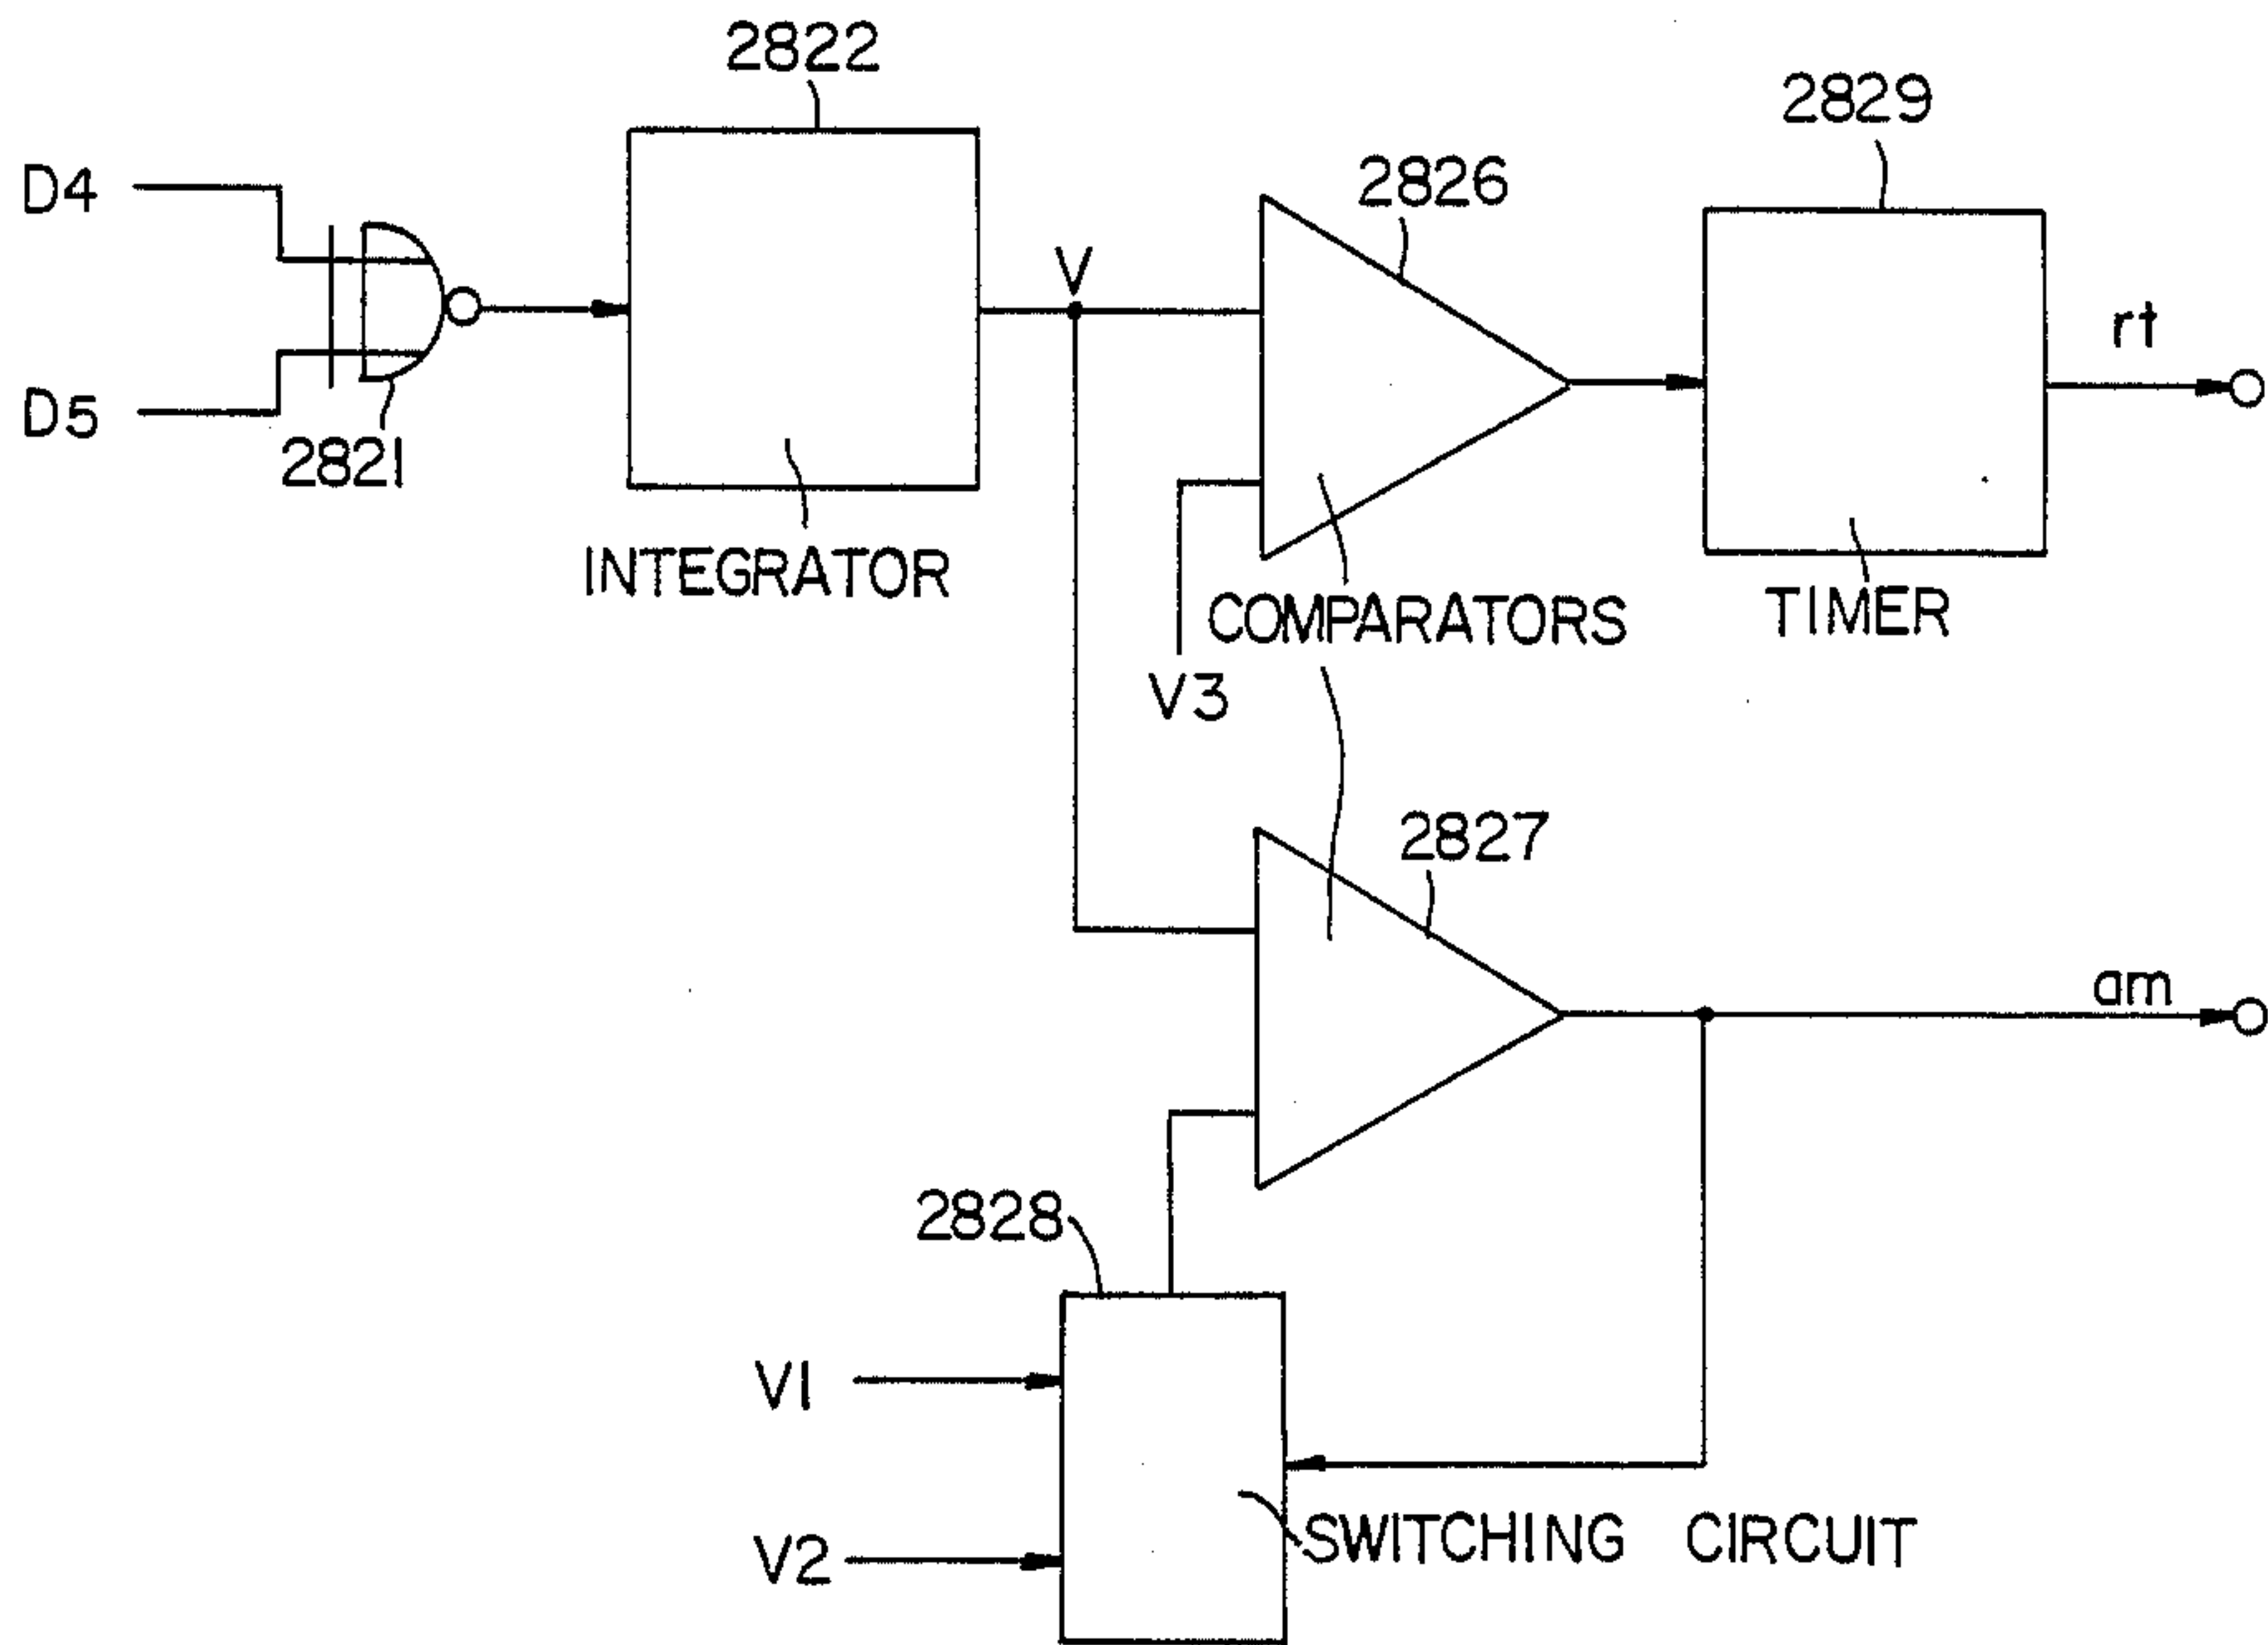 2822
2829
2826
D4
V
rt
D5
2821
INTEGRATOR
COMPARATORS
TIMER
V3
2827
am
2828
V1
V2
SWITCHING CIRCUIT